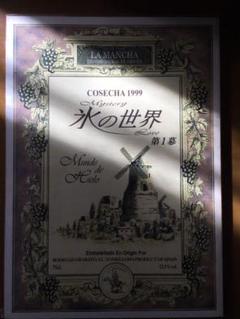 LA MANCHA
COSECHA 1999
Mystery
氷の世界
Love
第1幕
Mundo
de
Hielo
Embotellado En Origen Por
75cl.